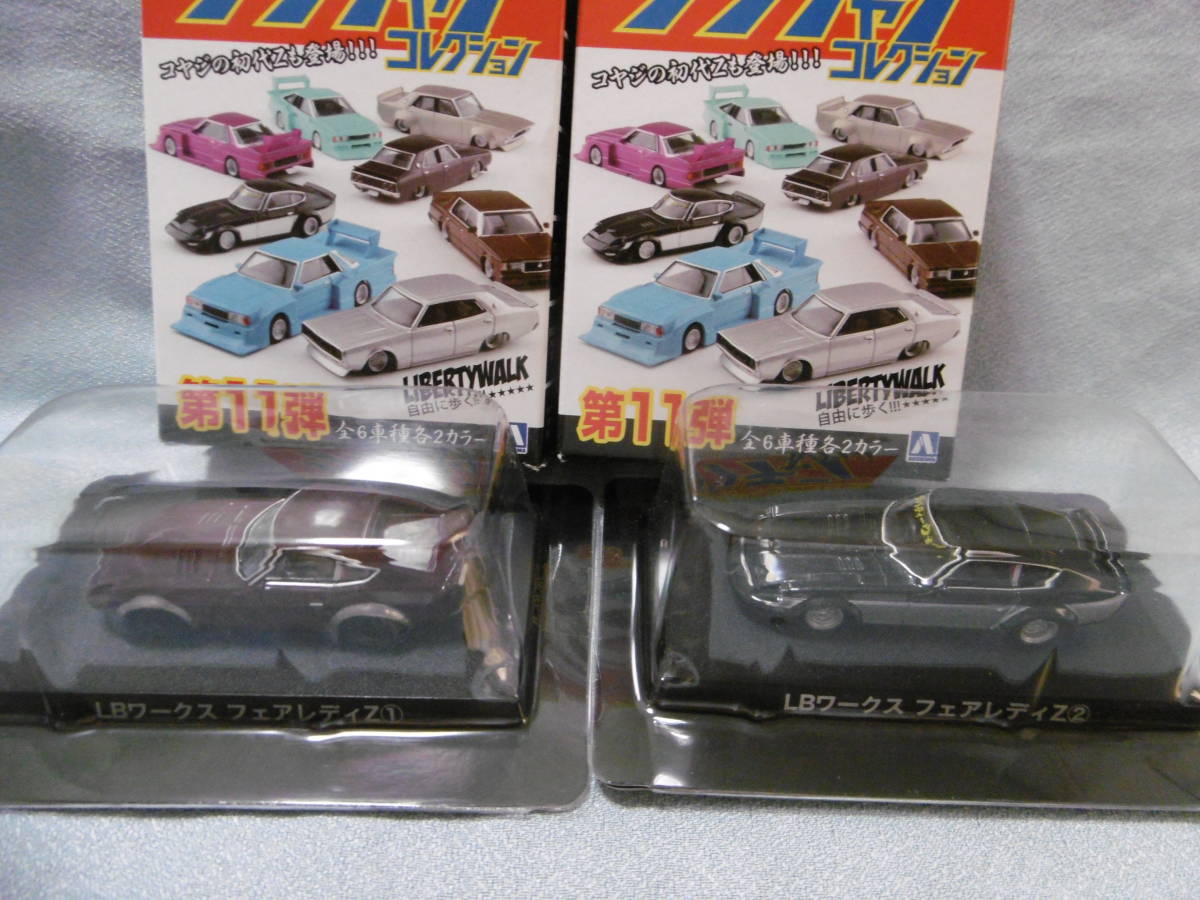 コレクション
コヤジの初代Zも登場!!!
LIBERTYWALK
自由に歩く!!!
第11弾
全6車種各2カラー
コレクション
コヤジの初代Zも登場!!!
LIBERTYWALK
自由に歩く!!!
第11弾
全6車種各2カラー
LBワークス フェアレディZ①
LBワークス フェアレディZ②